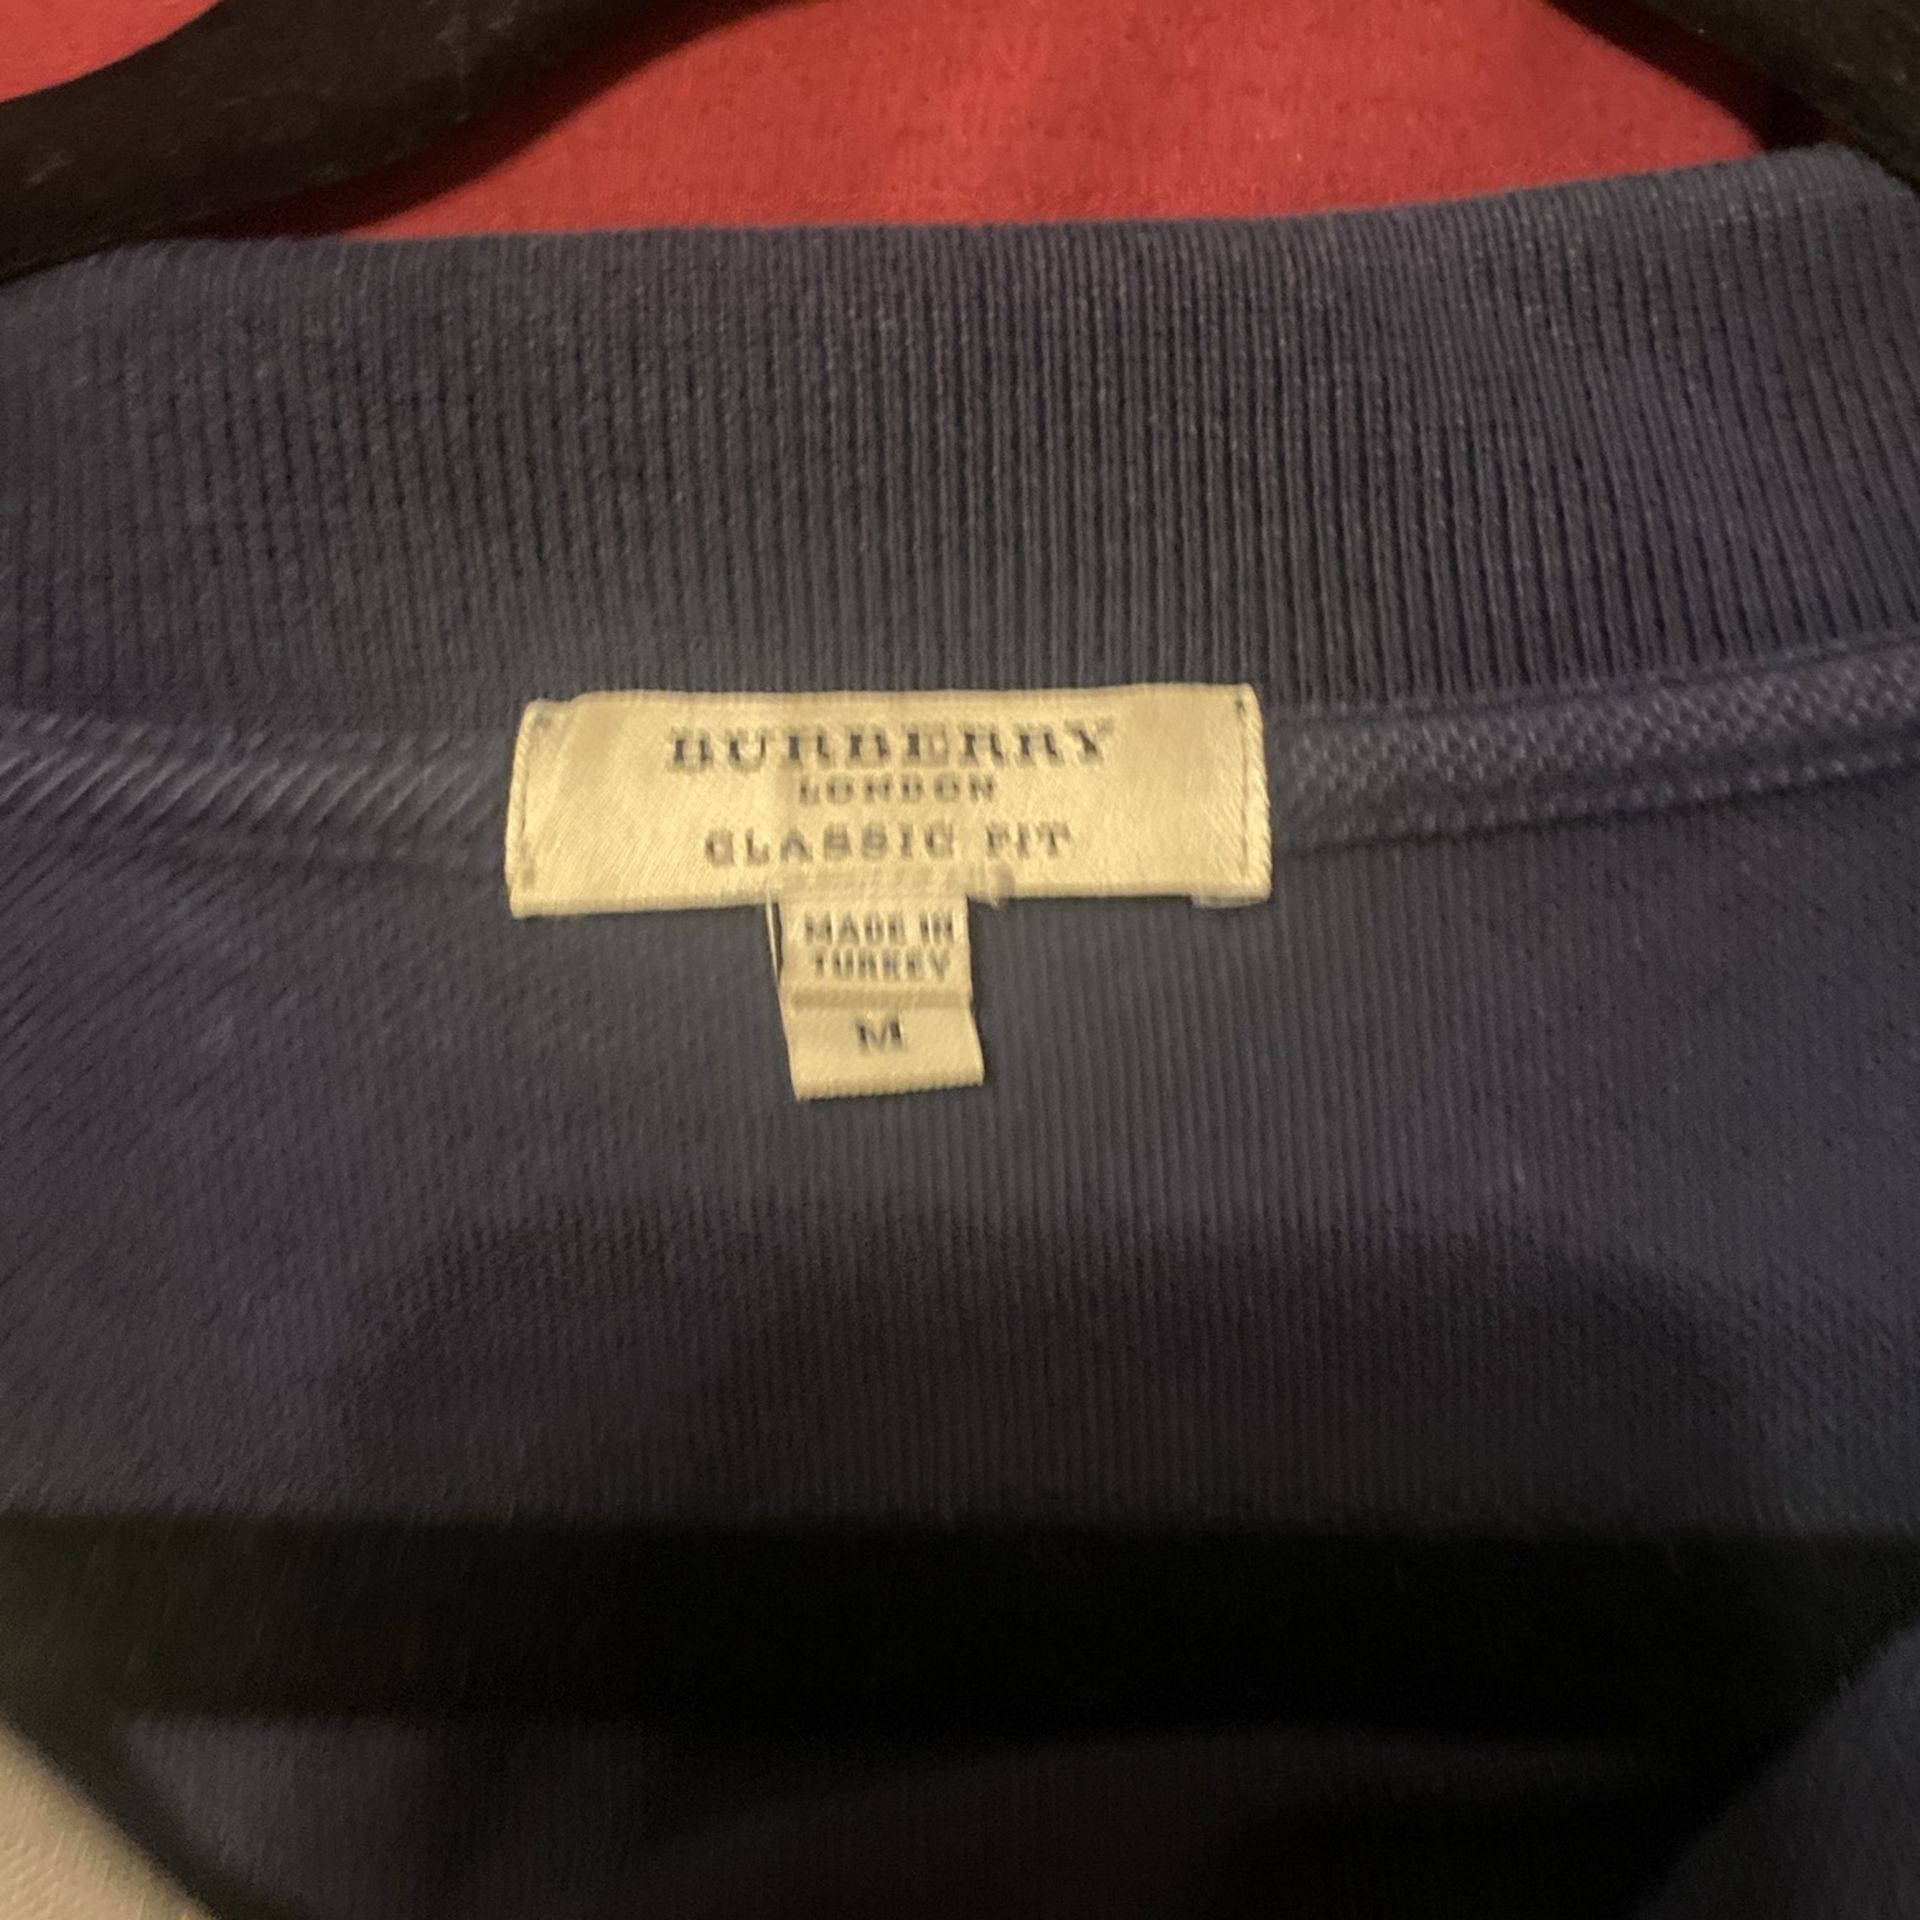 BURBERRY
LONDON
CLASSIC FIT
MADE IN
TURKEY
M